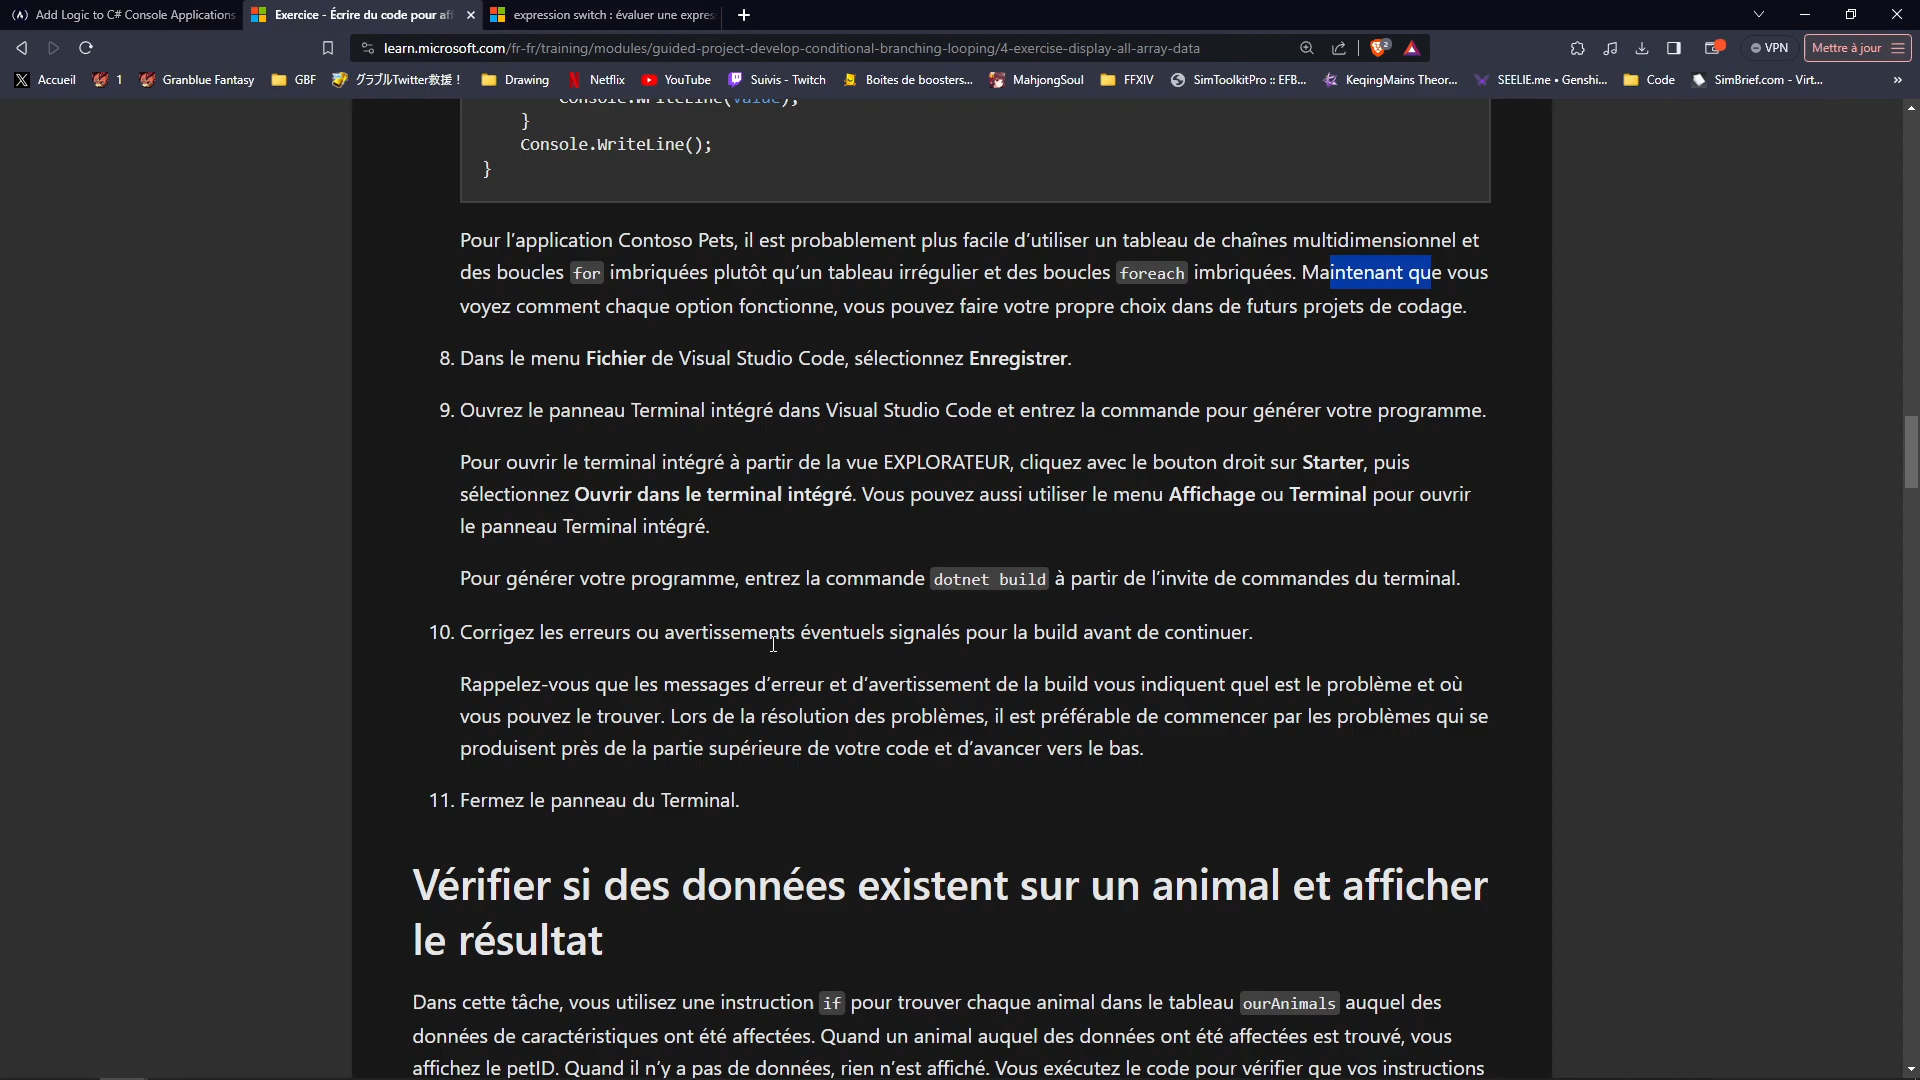 Add Logic to C# Console Applications
Exercice - Écrire du code pour aff
expression switch : évaluer une expres
learn.microsoft.com/fr-fr/training/modules/guided-project-develop-conditional-branching-looping/4-exercise-display-all-array-data
2
VPN
Mettre à jour
Accueil
1
Granblue Fantasy
GBF
グラブルTwitter救援！
Drawing
Netflix
YouTube
Suivis - Twitch
Boites de boosters...
MahjongSoul
FFXIV
SimToolkitPro :: EFB...
KeqingMains Theor...
SEELIE.me • Genshi...
Code
SimBrief.com - Virt...
»
Console.WriteLine(value);
}
Console.WriteLine();
}
Pour l’application Contoso Pets, il est probablement plus facile d’utiliser un tableau de chaînes multidimensionnel et
des boucles for imbriquées plutôt qu’un tableau irrégulier et des boucles foreach imbriquées. Maintenant que vous
voyez comment chaque option fonctionne, vous pouvez faire votre propre choix dans de futurs projets de codage.
8. Dans le menu Fichier de Visual Studio Code, sélectionnez Enregistrer.
9. Ouvrez le panneau Terminal intégré dans Visual Studio Code et entrez la commande pour générer votre programme.
Pour ouvrir le terminal intégré à partir de la vue EXPLORATEUR, cliquez avec le bouton droit sur Starter, puis
sélectionnez Ouvrir dans le terminal intégré. Vous pouvez aussi utiliser le menu Affichage ou Terminal pour ouvrir
le panneau Terminal intégré.
Pour générer votre programme, entrez la commande dotnet build à partir de l’invite de commandes du terminal.
10. Corrigez les erreurs ou avertissements éventuels signalés pour la build avant de continuer.
Rappelez-vous que les messages d’erreur et d’avertissement de la build vous indiquent quel est le problème et où
vous pouvez le trouver. Lors de la résolution des problèmes, il est préférable de commencer par les problèmes qui se
produisent près de la partie supérieure de votre code et d’avancer vers le bas.
11. Fermez le panneau du Terminal.
Vérifier si des données existent sur un animal et afficher
le résultat
Dans cette tâche, vous utilisez une instruction if pour trouver chaque animal dans le tableau ourAnimals auquel des
données de caractéristiques ont été affectées. Quand un animal auquel des données ont été affectées est trouvé, vous
affichez le petID. Quand il n’y a pas de données, rien n’est affiché. Vous exécutez le code pour vérifier que vos instructions